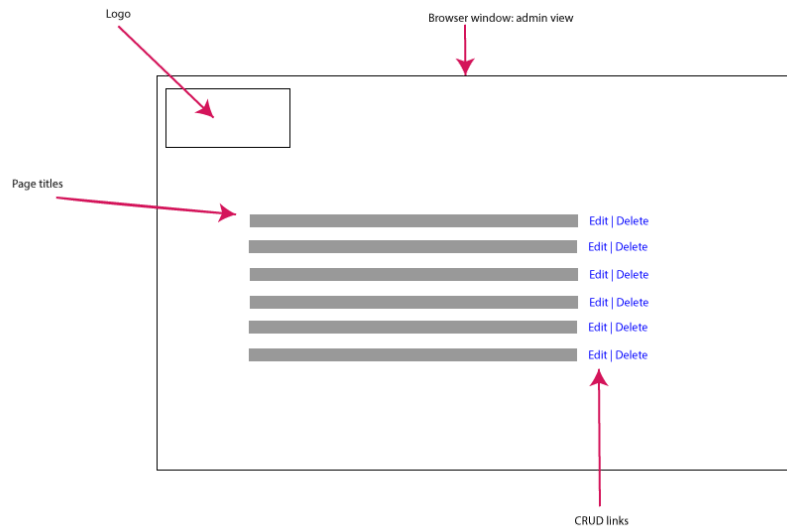 Logo
Browser window: admin view
Page titles
Edit | Delete
Edit | Delete
Edit | Delete
Edit | Delete
Edit | Delete
Edit | Delete
CRUD links